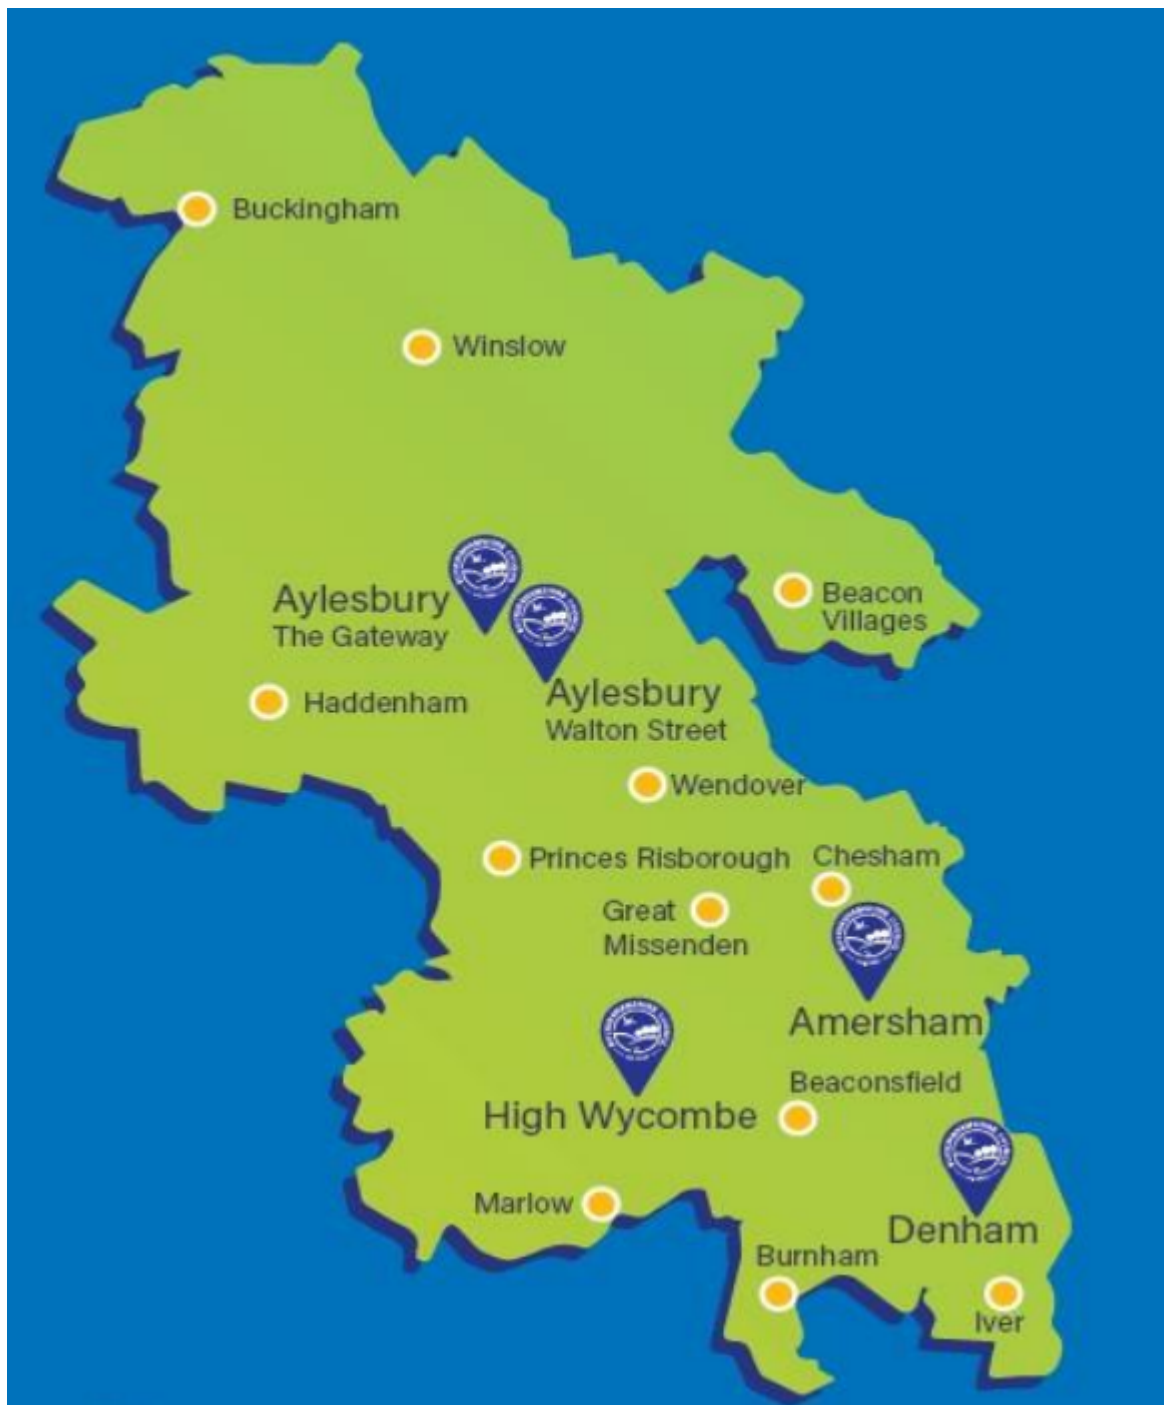 Buckingham
Winslow
Aylesbury
The Gateway
Beacon
Villages
Haddenham
Aylesbury
Walton Street
Wendover
Princes Risborough
Chesham
Great
Missenden
Amersham
High Wycombe
Beaconsfield
Marlow
Denham
Burnham
Iver